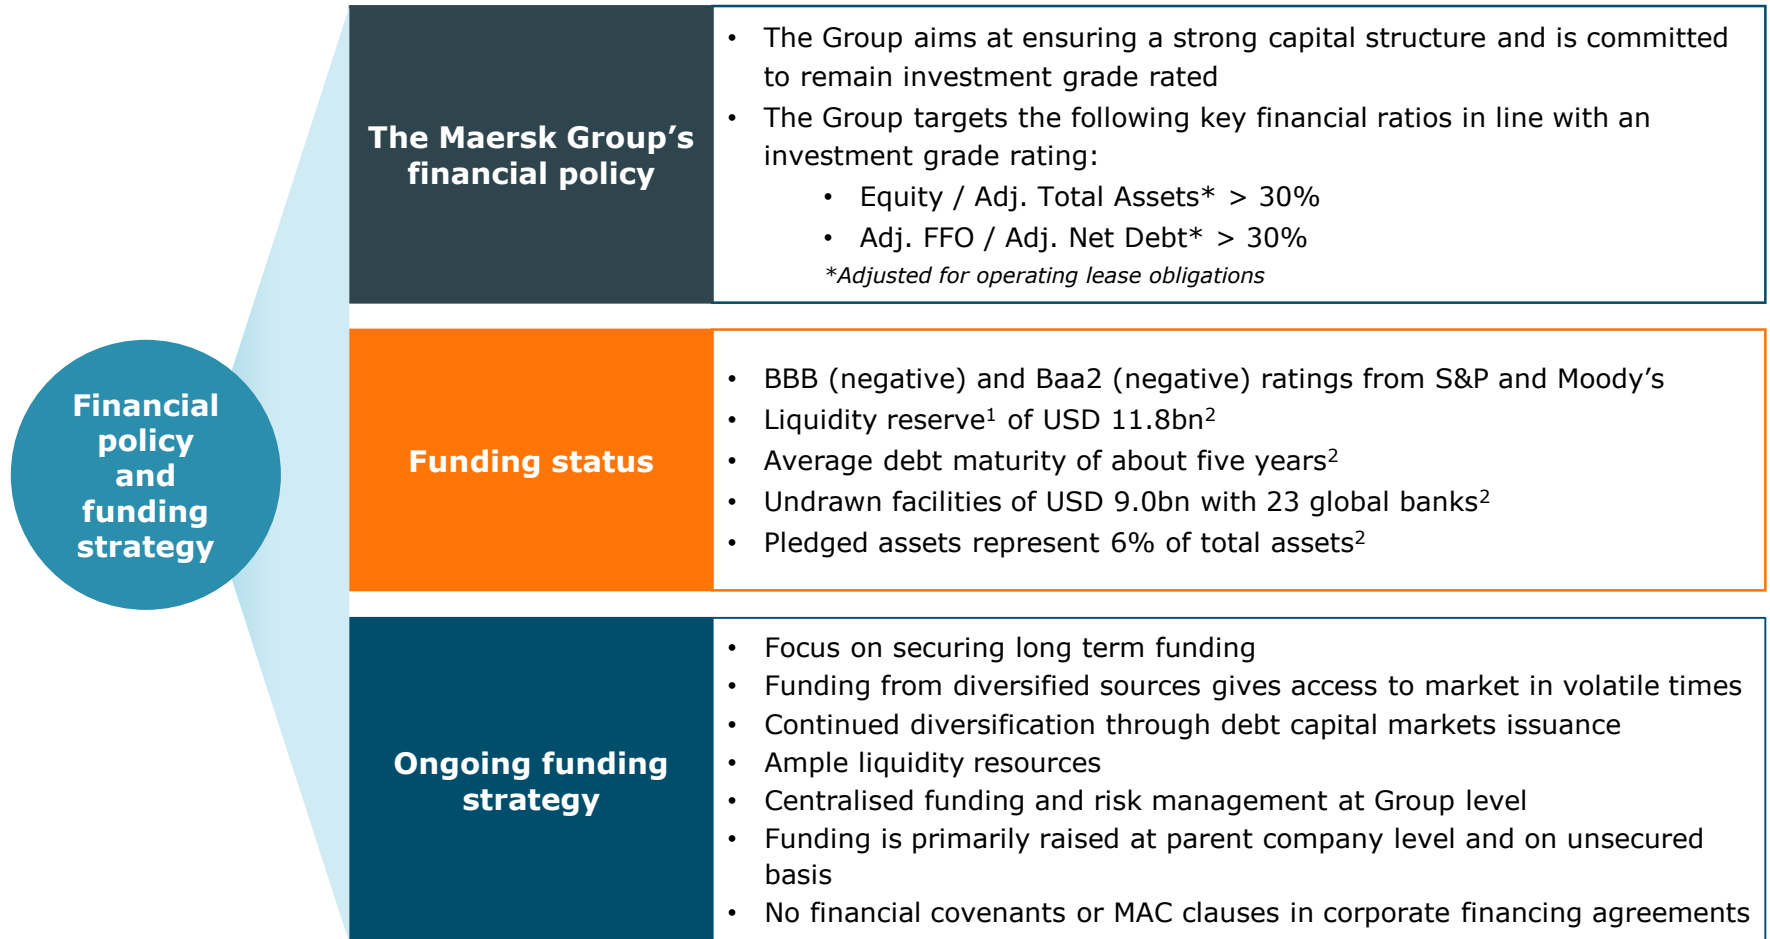 Financial
policy
and
funding
strategy
The Maersk Group’s
financial policy
• The Group aims at ensuring a strong capital structure and is committed
to remain investment grade rated
• The Group targets the following key financial ratios in line with an
investment grade rating:
• Equity / Adj. Total Assets* > 30%
• Adj. FFO / Adj. Net Debt* > 30%
*Adjusted for operating lease obligations
Funding status
• BBB (negative) and Baa2 (negative) ratings from S&P and Moody’s
• Liquidity reserve¹ of USD 11.8bn²
• Average debt maturity of about five years²
• Undrawn facilities of USD 9.0bn with 23 global banks²
• Pledged assets represent 6% of total assets²
Ongoing funding
strategy
• Focus on securing long term funding
• Funding from diversified sources gives access to market in volatile times
• Continued diversification through debt capital markets issuance
• Ample liquidity resources
• Centralised funding and risk management at Group level
• Funding is primarily raised at parent company level and on unsecured
basis
• No financial covenants or MAC clauses in corporate financing agreements